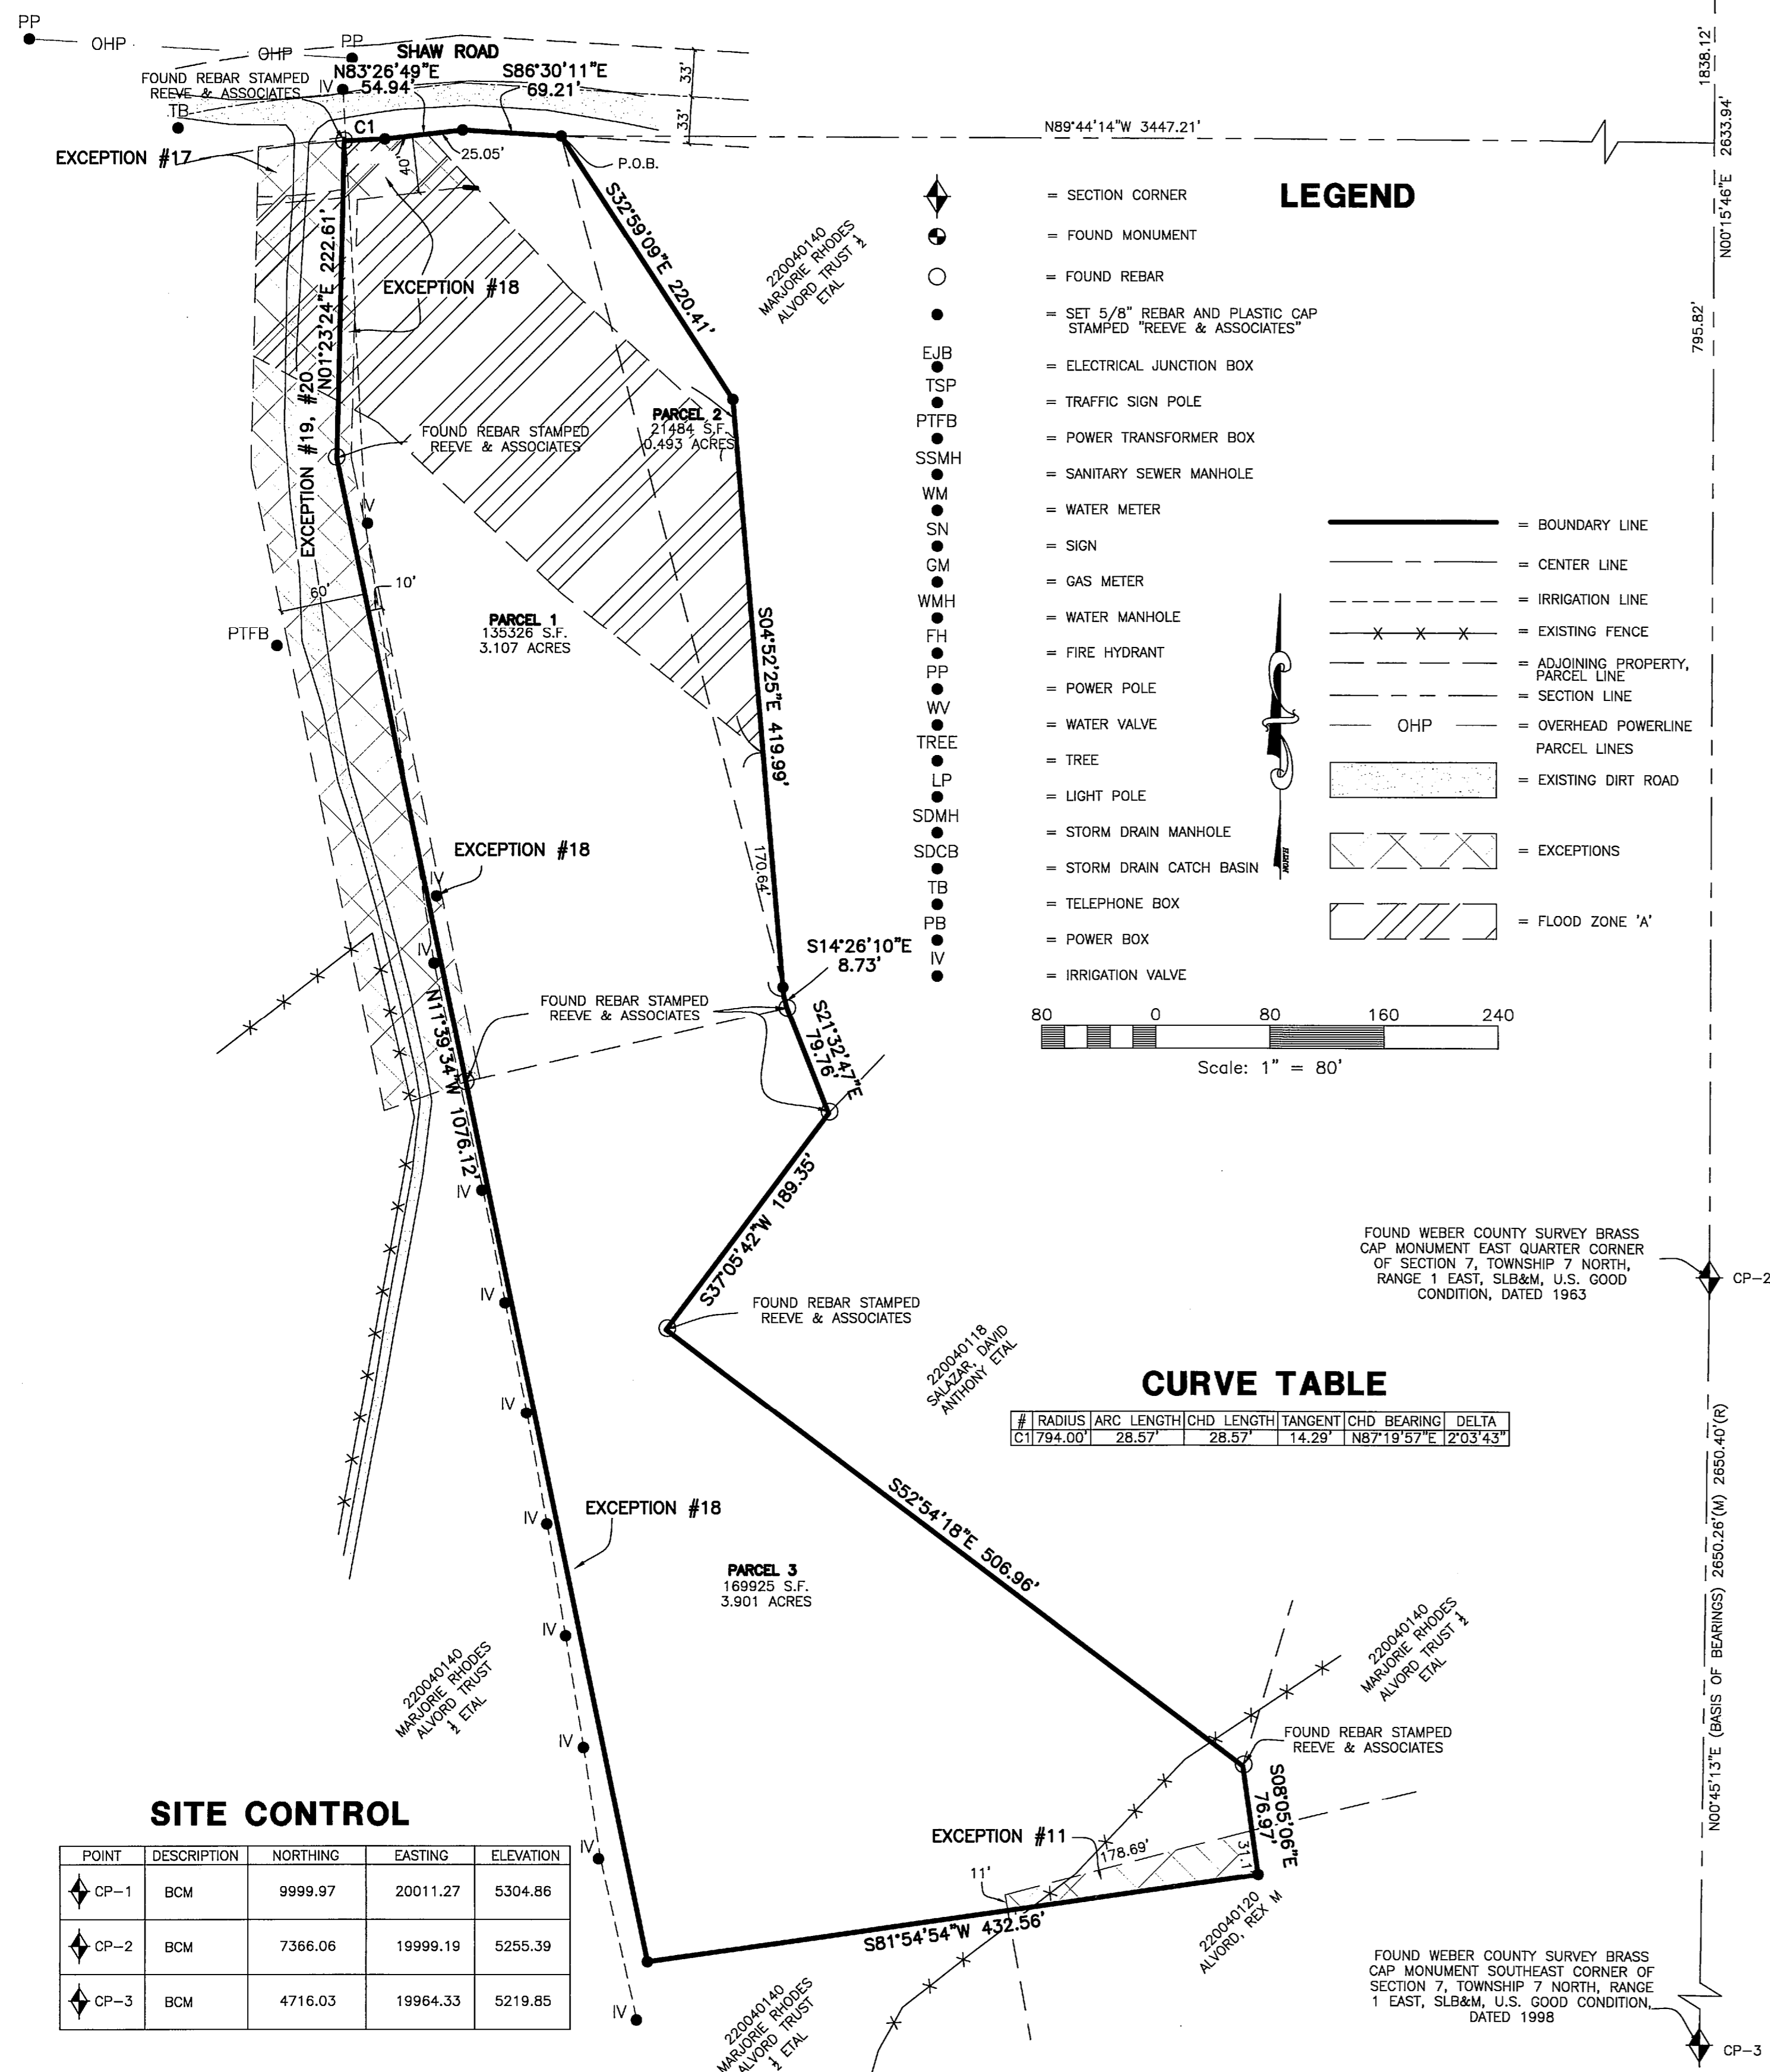 PP
OHP
OHP
PP
SHAW ROAD
FOUND REBAR STAMPED
REEVE & ASSOCIATES
IV
N83°26'49"E
54.94'
S86°30'11"E
69.21'
33'
33'
TB
C1
EXCEPTION #17
40'
25.05'
P.O.B.
N89°44'14"W 3447.21'
1838.12'
2633.94'
N00°15'46"E
795.82'
N01°23'24"E 222.61'
EXCEPTION #18
S32°59'09"E 220.41'
220040140
MARJORIE RHODES
ALVORD TRUST ½
ETAL
EXCEPTION #19, #20
FOUND REBAR STAMPED
REEVE & ASSOCIATES
PARCEL 2
21484 S.F.
0.493 ACRES
IV
60'
10'
PTFB
PARCEL 1
135326 S.F.
3.107 ACRES
S04°52'25"E 419.99'
EXCEPTION #18
IV
IV
170.64'
S14°26'10"E
8.73'
FOUND REBAR STAMPED
REEVE & ASSOCIATES
S21°32'47"E
79.76'
N11°39'34"W 1076.12'
IV
S37°05'42"W 189.35'
IV
FOUND REBAR STAMPED
REEVE & ASSOCIATES
IV
220040118
SALAZAR, DAVID
ANTHONY ETAL
S52°54'18"E 506.96'
IV
EXCEPTION #18
PARCEL 3
169925 S.F.
3.901 ACRES
IV
220040140
MARJORIE RHODES
ALVORD TRUST
½ ETAL
IV
220040140
MARJORIE RHODES
ALVORD TRUST ½
ETAL
FOUND REBAR STAMPED
REEVE & ASSOCIATES
S08°05'06"E
76.97'
IV
EXCEPTION #11
178.69'
11'
S81°54'54"W 432.56'
220040120
ALVORD, REX M
IV
220040140
MARJORIE RHODES
ALVORD TRUST
½ ETAL
LEGEND
= SECTION CORNER
= FOUND MONUMENT
= FOUND REBAR
= SET 5/8" REBAR AND PLASTIC CAP
STAMPED "REEVE & ASSOCIATES"
EJB = ELECTRICAL JUNCTION BOX
TSP = TRAFFIC SIGN POLE
PTFB = POWER TRANSFORMER BOX
SSMH = SANITARY SEWER MANHOLE
WM = WATER METER
SN = SIGN
GM = GAS METER
WMH = WATER MANHOLE
FH = FIRE HYDRANT
PP = POWER POLE
WV = WATER VALVE
TREE = TREE
LP = LIGHT POLE
SDMH = STORM DRAIN MANHOLE
SDCB = STORM DRAIN CATCH BASIN
TB = TELEPHONE BOX
PB = POWER BOX
IV = IRRIGATION VALVE
= BOUNDARY LINE
= CENTER LINE
= IRRIGATION LINE
= EXISTING FENCE
= ADJOINING PROPERTY,
PARCEL LINE
= SECTION LINE
OHP = OVERHEAD POWERLINE
PARCEL LINES
= EXISTING DIRT ROAD
= EXCEPTIONS
= FLOOD ZONE 'A'
80 0 80 160 240
Scale: 1" = 80'
FOUND WEBER COUNTY SURVEY BRASS
CAP MONUMENT EAST QUARTER CORNER
OF SECTION 7, TOWNSHIP 7 NORTH,
RANGE 1 EAST, SLB&M, U.S. GOOD
CONDITION, DATED 1963
CP-2
CURVE TABLE
# RADIUS ARC LENGTH CHD LENGTH TANGENT CHD BEARING DELTA
C1 794.00' 28.57' 28.57' 14.29' N87°19'57"E 2°03'43"
N00°45'13"E (BASIS OF BEARINGS) 2650.26'(M) 2650.40'(R)
FOUND WEBER COUNTY SURVEY BRASS
CAP MONUMENT SOUTHEAST CORNER OF
SECTION 7, TOWNSHIP 7 NORTH, RANGE
1 EAST, SLB&M, U.S. GOOD CONDITION,
DATED 1998
CP-3
SITE CONTROL
POINT DESCRIPTION NORTHING EASTING ELEVATION
CP-1 BCM 9999.97 20011.27 5304.86
CP-2 BCM 7366.06 19999.19 5255.39
CP-3 BCM 4716.03 19964.33 5219.85